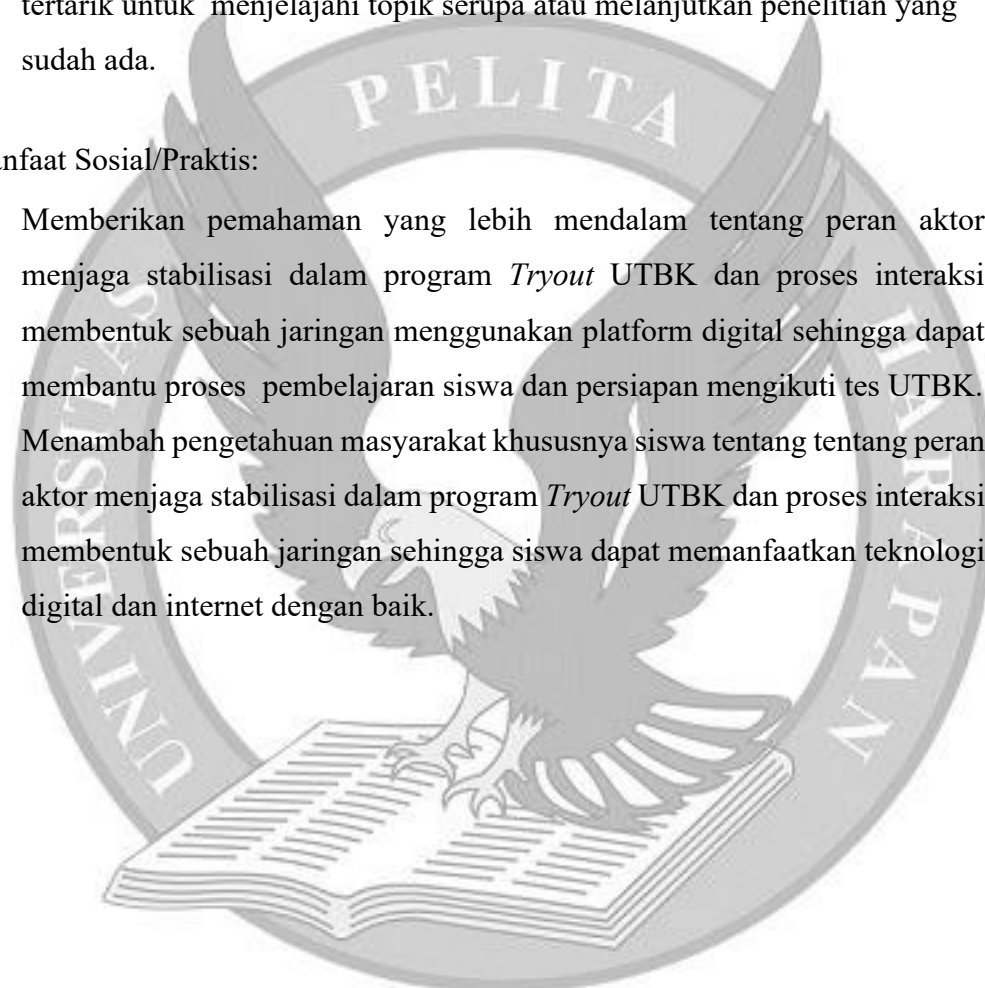 tertarik untuk menjelajahi topik serupa atau melanjutkan penelitian yang
sudah ada.
PELITA
UNIVERSITAS
HARAPAN
anfaat Sosial/Praktis:
Memberikan pemahaman yang lebih mendalam tentang peran aktor
menjaga stabilisasi dalam program Tryout UTBK dan proses interaksi
membentuk sebuah jaringan menggunakan platform digital sehingga dapat
membantu proses pembelajaran siswa dan persiapan mengikuti tes UTBK.
Menambah pengetahuan masyarakat khususnya siswa tentang tentang peran
aktor menjaga stabilisasi dalam program Tryout UTBK dan proses interaksi
membentuk sebuah jaringan sehingga siswa dapat memanfaatkan teknologi
digital dan internet dengan baik.